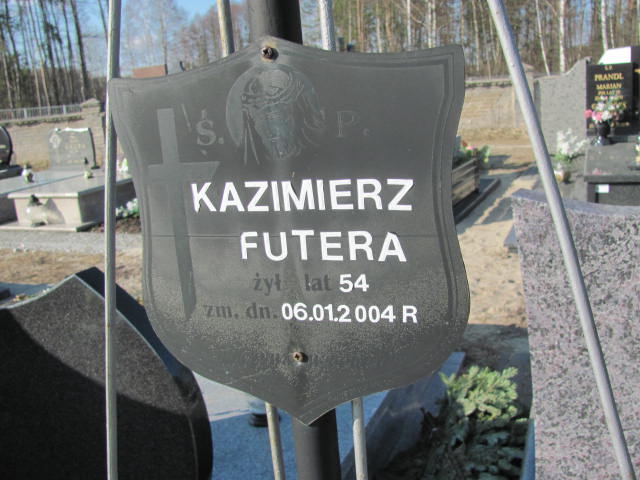 Ś. P.
KAZIMIERZ
FUTERA
żył lat 54
zm. dn. 06.01.2004 R
Ś.P.
PRANDL
MARIAN